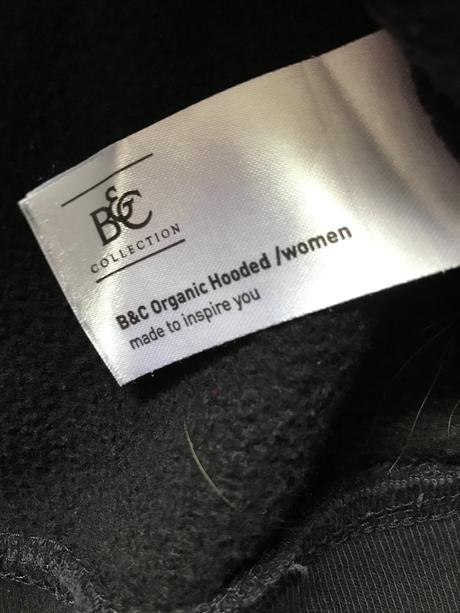 B&C
COLLECTION
B&C Organic Hooded /women
made to inspire you